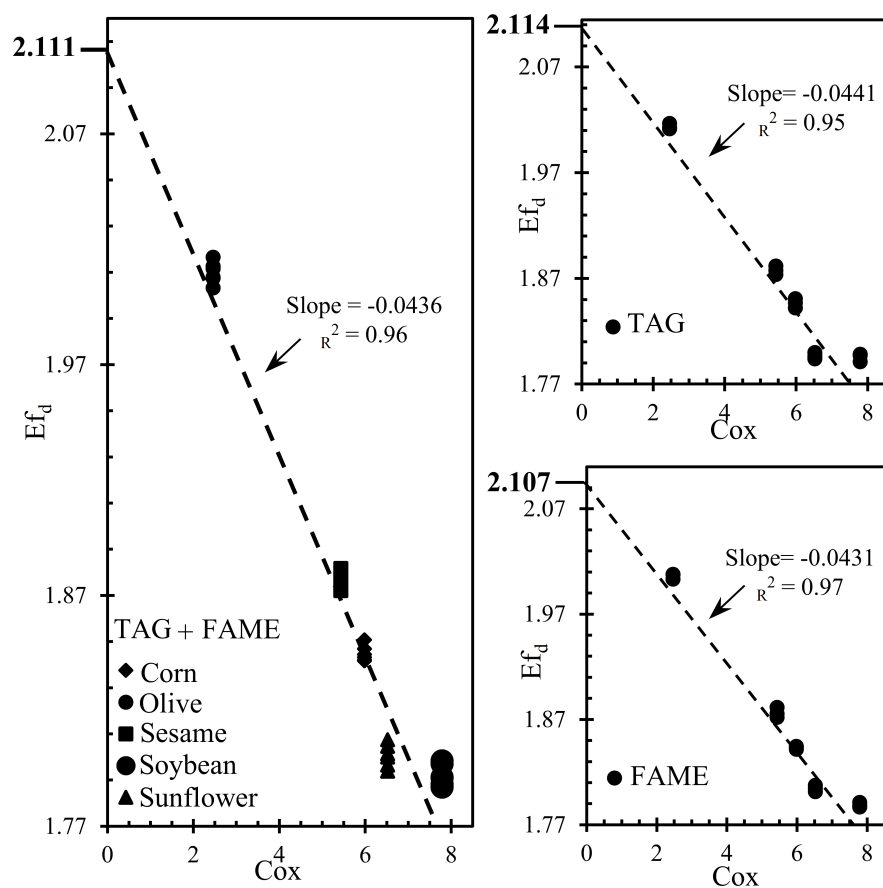 2.111
2.07
1.97
1.87
1.77
Ef_d
Slope = -0.0436
R² = 0.96
TAG + FAME
Corn
Olive
Sesame
Soybean
Sunflower
0 2 4 6 8
Cox
2.114
2.07
1.97
1.87
1.77
Ef_d
Slope= -0.0441
R² = 0.95
TAG
0 2 4 6 8
Cox
2.107
2.07
1.97
1.87
1.77
Ef_d
Slope= -0.0431
R² = 0.97
FAME
0 2 4 6 8
Cox